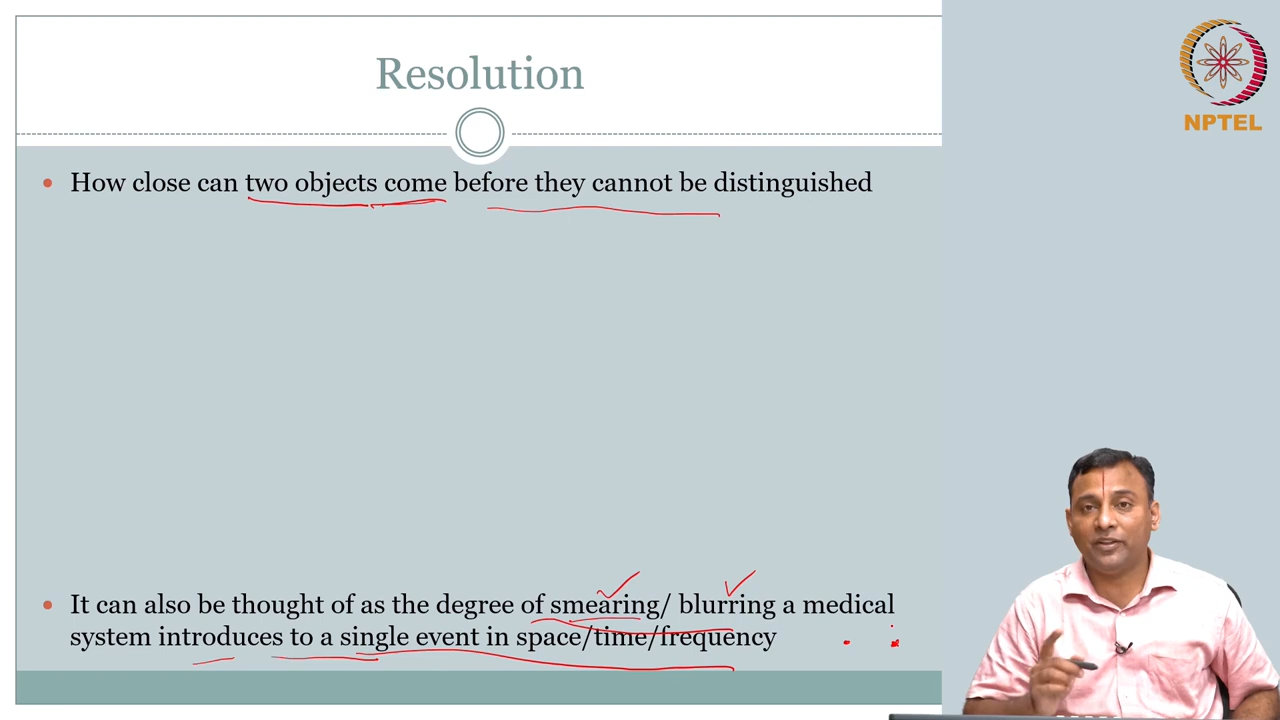 Resolution
NPTEL
How close can two objects come before they cannot be distinguished
It can also be thought of as the degree of smearing/ blurring a medical
system introduces to a single event in space/time/frequency